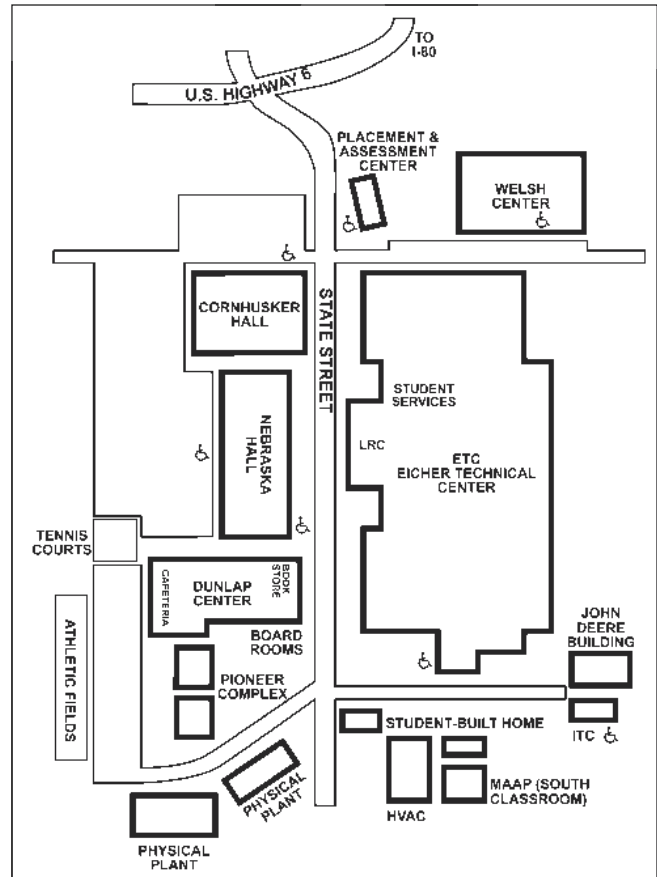 TO
I-80
U.S. HIGHWAY 6
PLACEMENT &
ASSESSMENT
CENTER
WELSH
CENTER
CORNHUSKER
HALL
STATE STREET
STUDENT
SERVICES
NEBRASKA
HALL
LRC
ETC
EICHER TECHNICAL
CENTER
TENNIS
COURTS
CAFETERIA
DUNLAP
CENTER
BOOK
STORE
BOARD
ROOMS
JOHN
DEERE
BUILDING
ATHLETIC FIELDS
PIONEER
COMPLEX
STUDENT-BUILT HOME
ITC
PHYSICAL PLANT
MAAP (SOUTH
CLASSROOM)
HVAC
PHYSICAL
PLANT